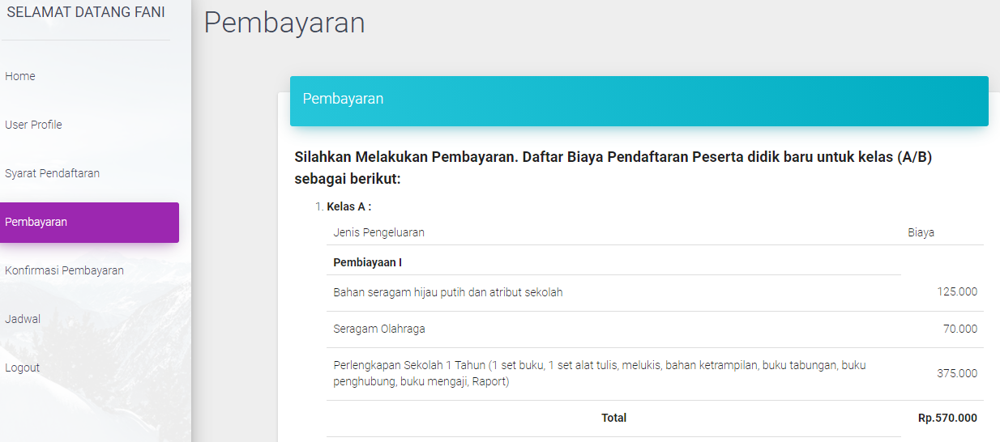 SELAMAT DATANG FANI
Home
User Profile
Syarat Pendaftaran
Pembayaran
Konfirmasi Pembayaran
Jadwal
Logout
Pembayaran
Pembayaran
Silahkan Melakukan Pembayaran. Daftar Biaya Pendaftaran Peserta didik baru untuk kelas (A/B)
sebagai berikut:
1. Kelas A :
Jenis Pengeluaran Biaya
Pembiayaan I
Bahan seragam hijau putih dan atribut sekolah 125.000
Seragam Olahraga 70.000
Perlengkapan Sekolah 1 Tahun (1 set buku, 1 set alat tulis, melukis, bahan ketrampilan, buku tabungan, buku
penghubung, buku mengaji, Raport) 375.000
Total Rp.570.000